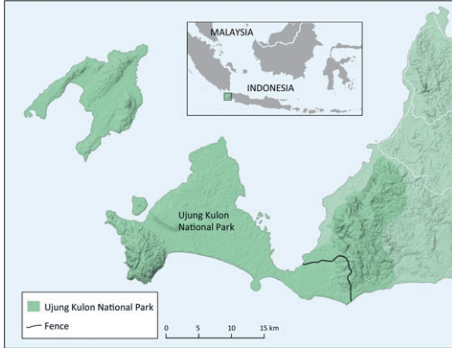 MALAYSIA
INDONESIA
Ujung Kulon
National Park
Ujung Kulon National Park
Fence
0 5 10 15 km